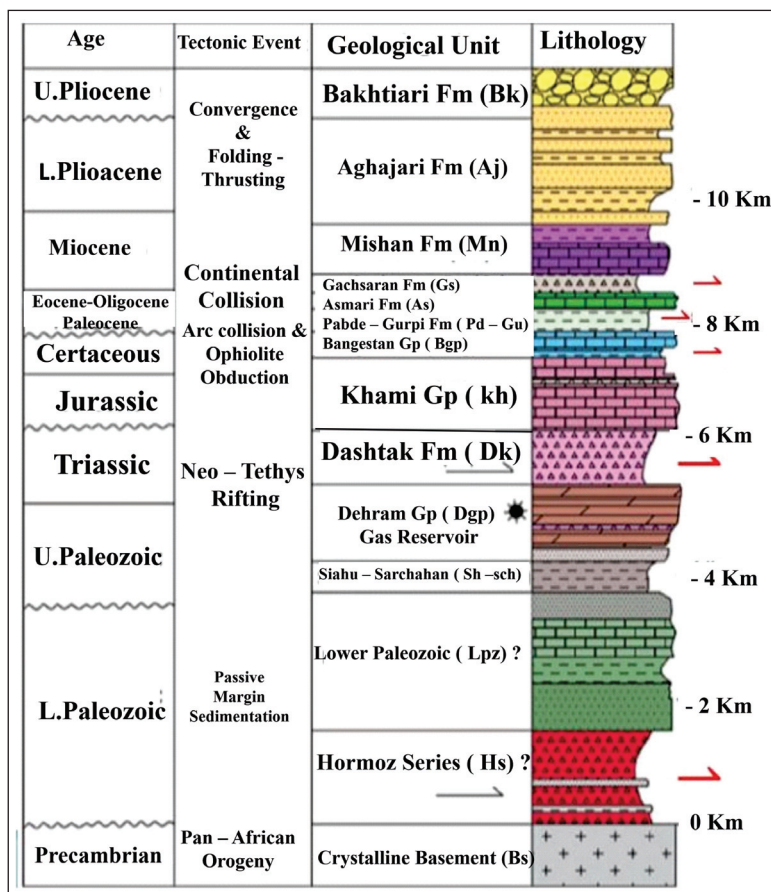 Age
Tectonic Event
Geological Unit
Lithology
U.Pliocene
Convergence
&
Folding -
Thrusting
Bakhtiari Fm (Bk)
L.Plioacene
Aghajari Fm (Aj)
- 10 Km
Miocene
Mishan Fm (Mn)
Continental
Collision
Eocene-Oligocene
Paleocene
Gachsaran Fm (Gs)
Asmari Fm (As)
Pabde – Gurpi Fm ( Pd – Gu)
Bangestan Gp ( Bgp)
Arc collision &
Ophiolite
Obduction
- 8 Km
Certaceous
Jurassic
Khami Gp ( kh)
- 6 Km
Triassic
Neo – Tethys
Rifting
Dashtak Fm ( Dk)
U.Paleozoic
Dehram Gp ( Dgp)
Gas Reservoir
Siahu – Sarchahan ( Sh –sch)
- 4 Km
L.Paleozoic
Passive
Margin
Sedimentation
Lower Paleozoic ( Lpz) ?
- 2 Km
Hormoz Series ( Hs) ?
0 Km
Precambrian
Pan – African
Orogeny
Crystalline Basement (Bs)